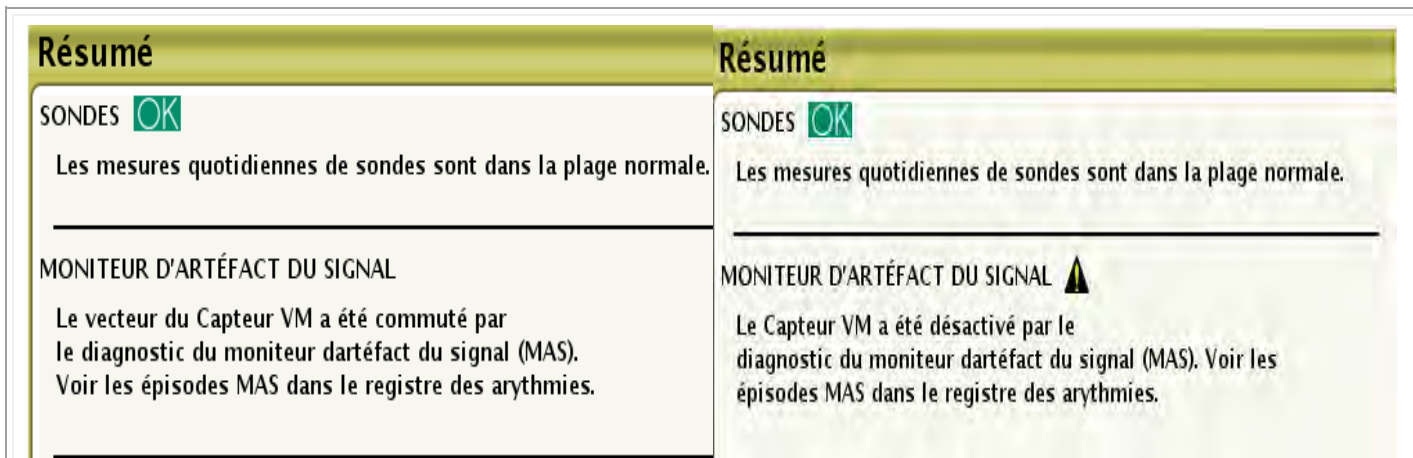 Résumé
SONDES OK
Les mesures quotidiennes de sondes sont dans la plage normale.
MONITEUR D'ARTÉFACT DU SIGNAL
Le vecteur du Capteur VM a été commuté par
le diagnostic du moniteur dartéfact du signal (MAS).
Voir les épisodes MAS dans le registre des arythmies.
Résumé
SONDES OK
Les mesures quotidiennes de sondes sont dans la plage normale.
MONITEUR D'ARTÉFACT DU SIGNAL
Le Capteur VM a été désactivé par le
diagnostic du moniteur dartéfact du signal (MAS). Voir les
épisodes MAS dans le registre des arythmies.